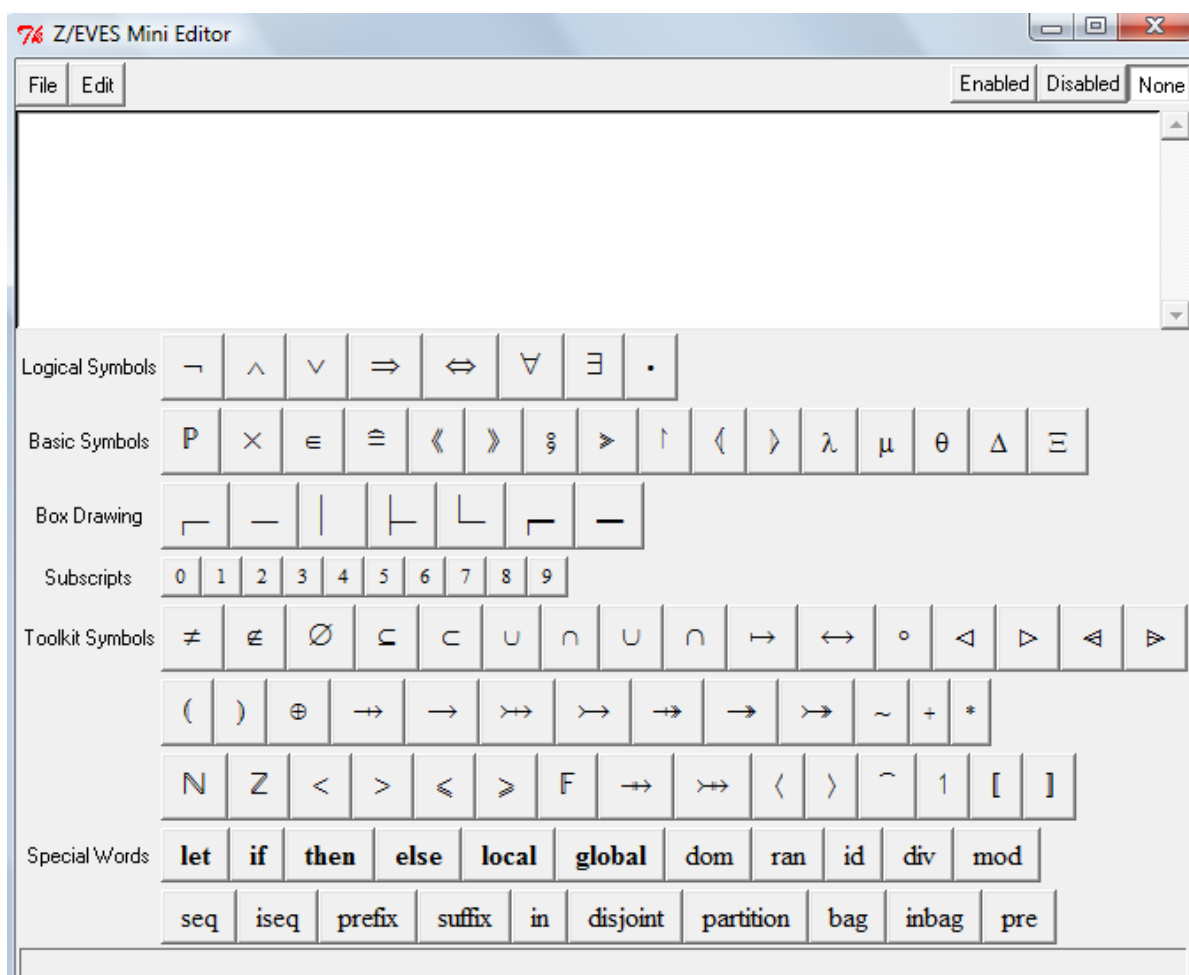 Z/EVES Mini Editor
File Edit Enabled Disabled None
Logical Symbols ¬ ∧ ∨ ⇒ ⇔ ∀ ∃ •
Basic Symbols ℙ × ∈ ≙ ⟪ ⟫ ⨟ ⪢ ↾ ⦉ ⦊ λ μ θ Δ Ξ
Box Drawing ┌─ ─ │ ├─ └─ ┍━ ━
Subscripts 0 1 2 3 4 5 6 7 8 9
Toolkit Symbols ≠ ∉ ∅ ⊆ ⊂ ∪ ∩ ⋃ ⋂ ↦ ↔ ∘ ◁ ▷ ⩤ ⩥
⦇ ⦈ ⊕ ⇸ → ⤔ ↣ ⤀ ↠ ⤖ ~ + *
ℕ ℤ < > ⩽ ⩾ 𝔽 ⇻ ⤕ ⟨ ⟩ ⁀ ↿ ⟦ ⟧
Special Words let if then else local global dom ran id div mod
seq iseq prefix suffix in disjoint partition bag inbag pre